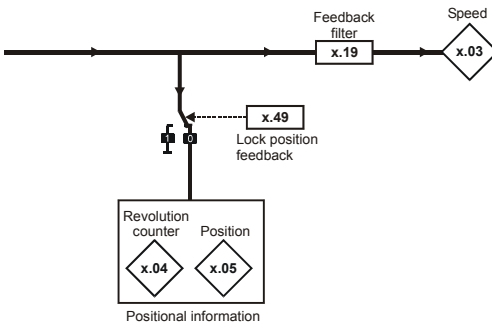 Feedback
filter
x.19
Speed
x.03
x.49
Lock position
feedback
1 0
Revolution
counter
x.04
Position
x.05
Positional information